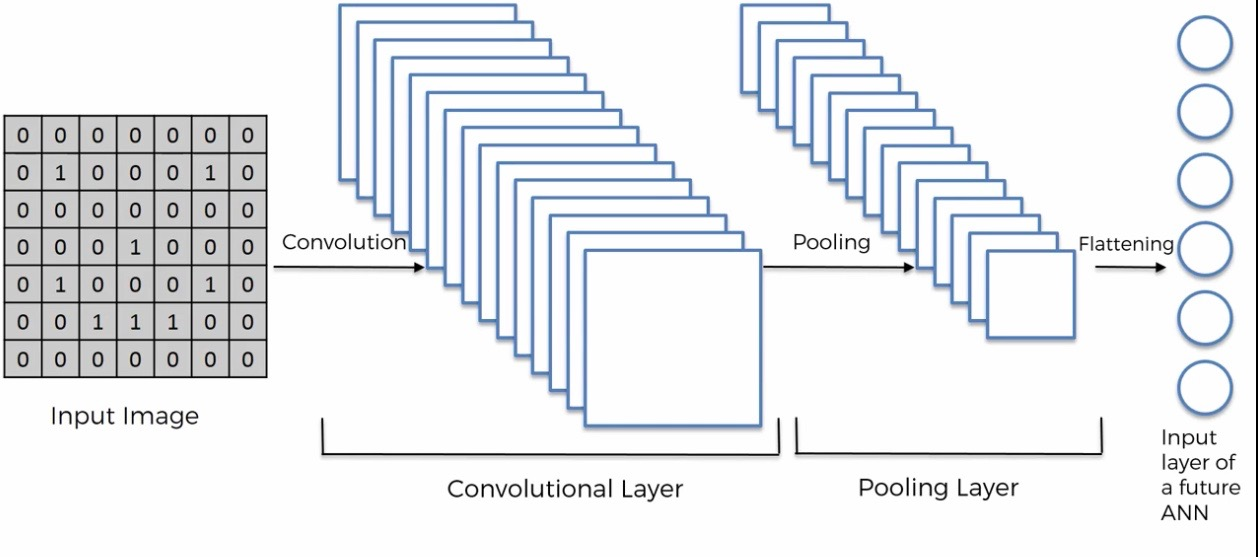 0 0 0 0 0 0 0
0 1 0 0 0 1 0
0 0 0 0 0 0 0
0 0 0 1 0 0 0
0 1 0 0 0 1 0
0 0 1 1 1 0 0
0 0 0 0 0 0 0
Input Image
Convolution
Convolutional Layer
Pooling
Pooling Layer
Flattening
Input
layer of
a future
ANN